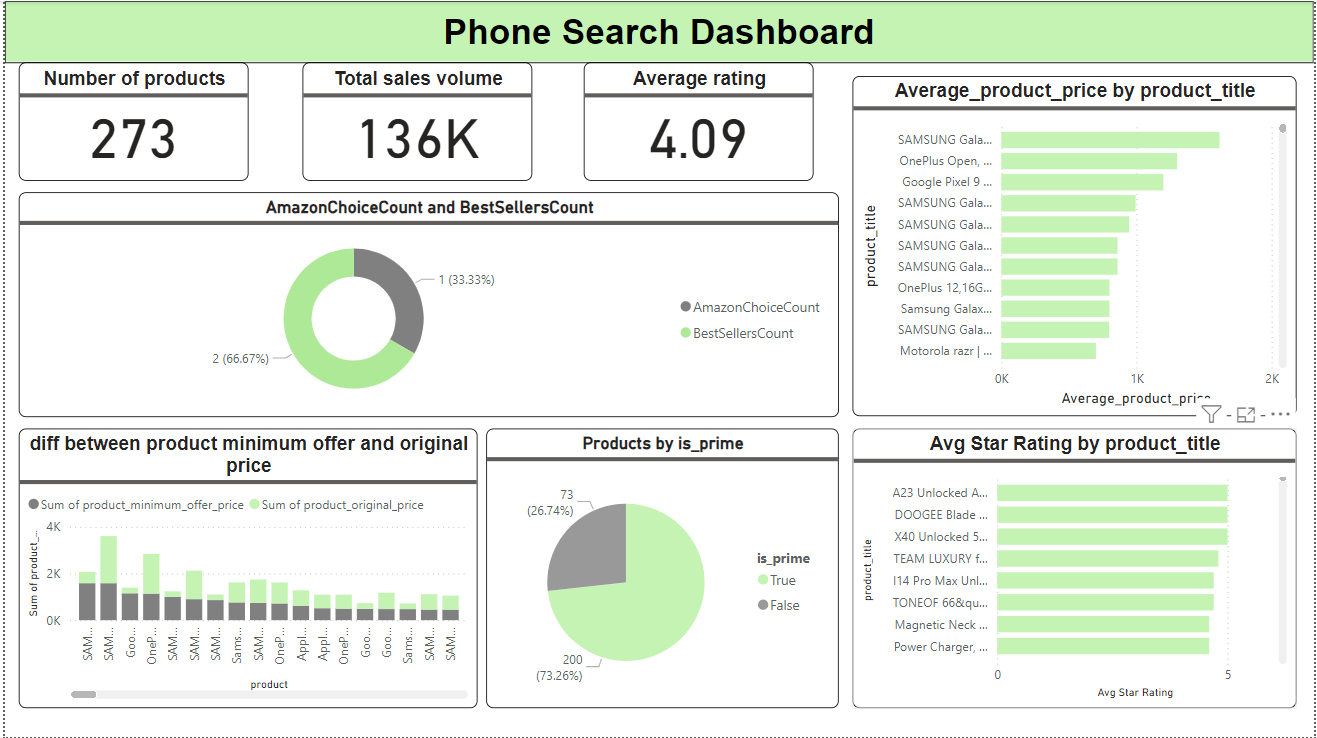 Phone Search Dashboard
Number of products
273
Total sales volume
136K
Average rating
4.09
AmazonChoiceCount and BestSellersCount
1 (33.33%)
2 (66.67%)
AmazonChoiceCount
BestSellersCount
Average_product_price by product_title
product_title
SAMSUNG Gala...
OnePlus Open, ...
Google Pixel 9 ...
SAMSUNG Gala...
SAMSUNG Gala...
SAMSUNG Gala...
SAMSUNG Gala...
OnePlus 12,16G...
Samsung Galax...
SAMSUNG Gala...
Motorola razr | ...
0K 1K 2K
Average_product_price
diff between product minimum offer and original
price
Sum of product_minimum_offer_price Sum of product_original_price
Sum of product_...
4K
2K
0K
SAM...
SAM...
Goo...
OneP...
SAM...
SAM...
SAM...
Sams...
SAM...
OneP...
Appl...
Appl...
OneP...
Goo...
Goo...
Sams...
SAM...
SAM...
product
Products by is_prime
73
(26.74%)
200
(73.26%)
is_prime
True
False
Avg Star Rating by product_title
product_title
A23 Unlocked A...
DOOGEE Blade ...
X40 Unlocked 5...
TEAM LUXURY f...
I14 Pro Max Unl...
TONEOF 66&qu...
Magnetic Neck ...
Power Charger, ...
0 5
Avg Star Rating